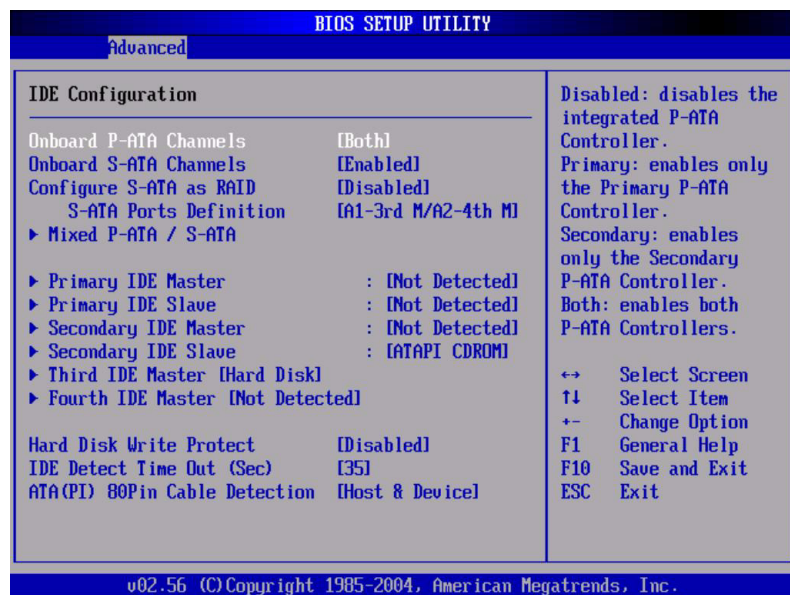 BIOS SETUP UTILITY
Advanced
IDE Configuration
Onboard P-ATA Channels [Both]
Onboard S-ATA Channels [Enabled]
Configure S-ATA as RAID [Disabled]
S-ATA Ports Definition [A1-3rd M/A2-4th M]
Mixed P-ATA / S-ATA
Primary IDE Master : [Not Detected]
Primary IDE Slave : [Not Detected]
Secondary IDE Master : [Not Detected]
Secondary IDE Slave : [ATAPI CDROM]
Third IDE Master [Hard Disk]
Fourth IDE Master [Not Detected]
Hard Disk Write Protect [Disabled]
IDE Detect Time Out (Sec) [35]
ATA(PI) 80Pin Cable Detection [Host & Device]
Disabled: disables the
integrated P-ATA
Controller.
Primary: enables only
the Primary P-ATA
Controller.
Secondary: enables
only the Secondary
P-ATA Controller.
Both: enables both
P-ATA Controllers.
↔ Select Screen
↑↓ Select Item
+- Change Option
F1 General Help
F10 Save and Exit
ESC Exit
v02.56 (C)Copyright 1985-2004, American Megatrends, Inc.